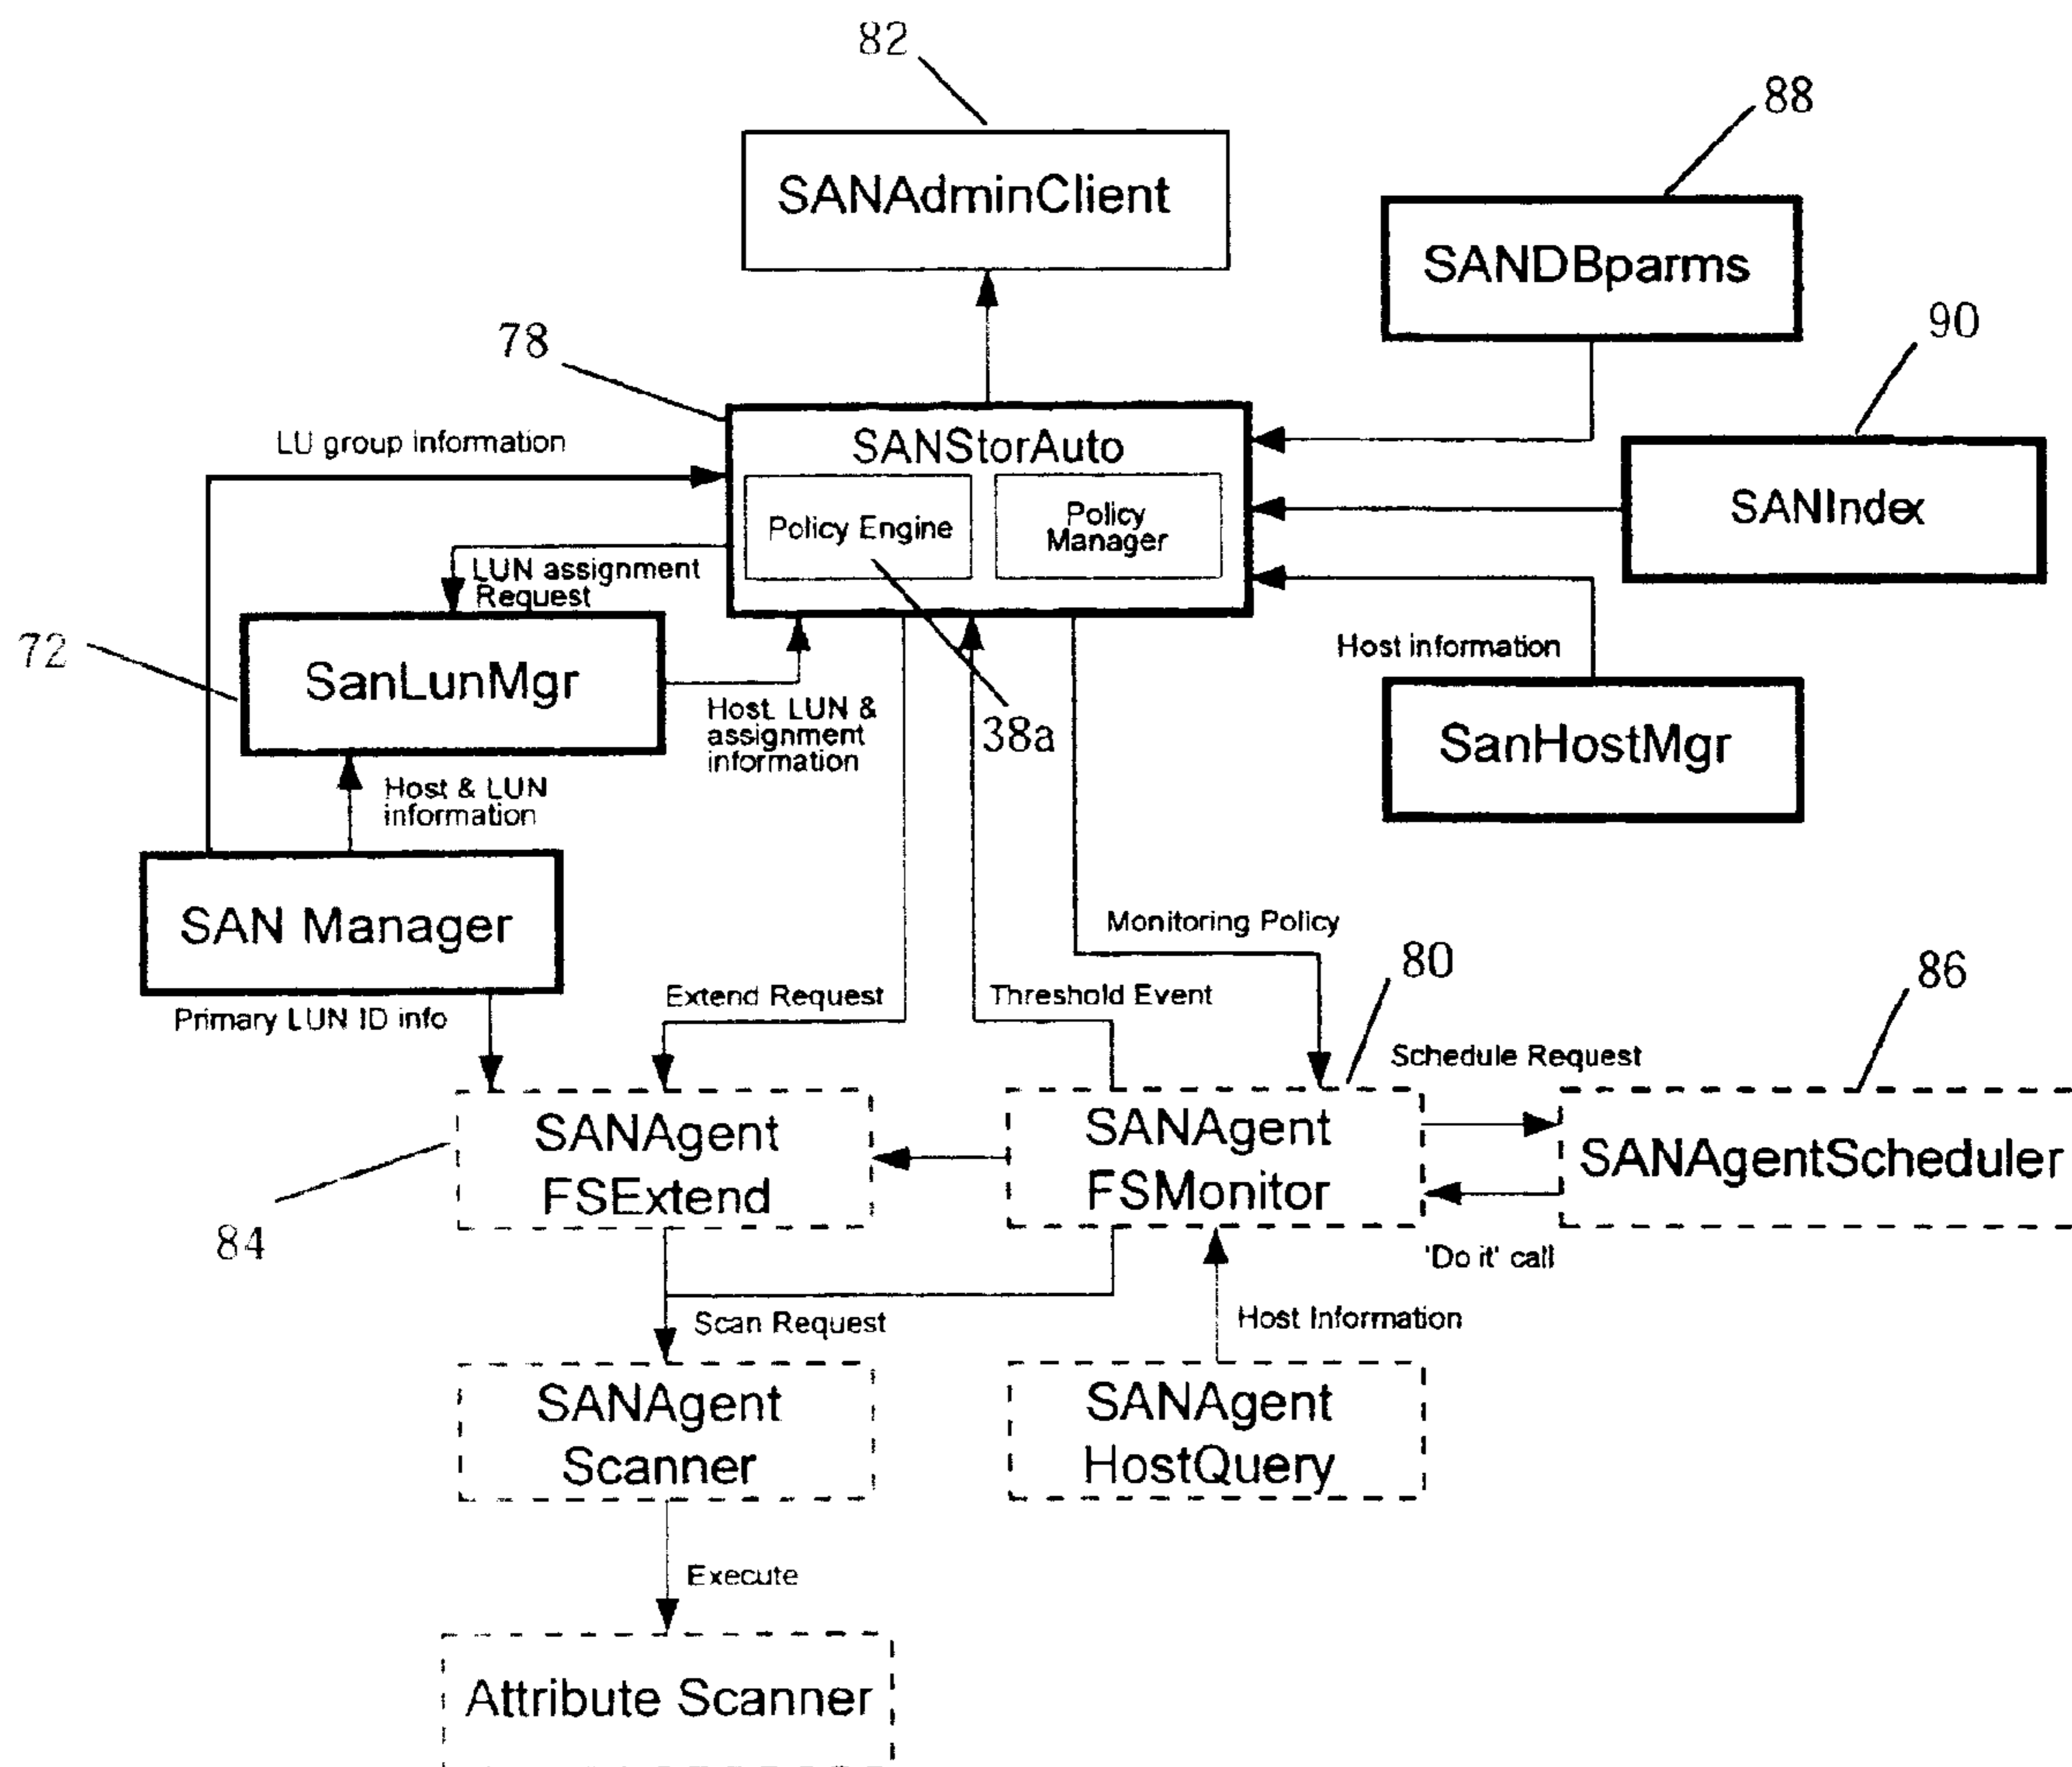 82
88
SANAdminClient
SANDBparms
78
90
LU group information
SANStorAuto
SANIndex
Policy Engine
Policy
Manager
LUN assignment
Request
72
Host information
SanLunMgr
Host. LUN &
assignment
information
38a
SanHostMgr
Host & LUN
information
SAN Manager
Monitoring Policy
80
86
Extend Request
Threshold Event
Primary LUN ID info
Schedule Request
SANAgent
FSExtend
SANAgent
FSMonitor
SANAgentScheduler
84
'Do it' call
Scan Request
Host Information
SANAgent
Scanner
SANAgent
HostQuery
Execute
Attribute Scanner